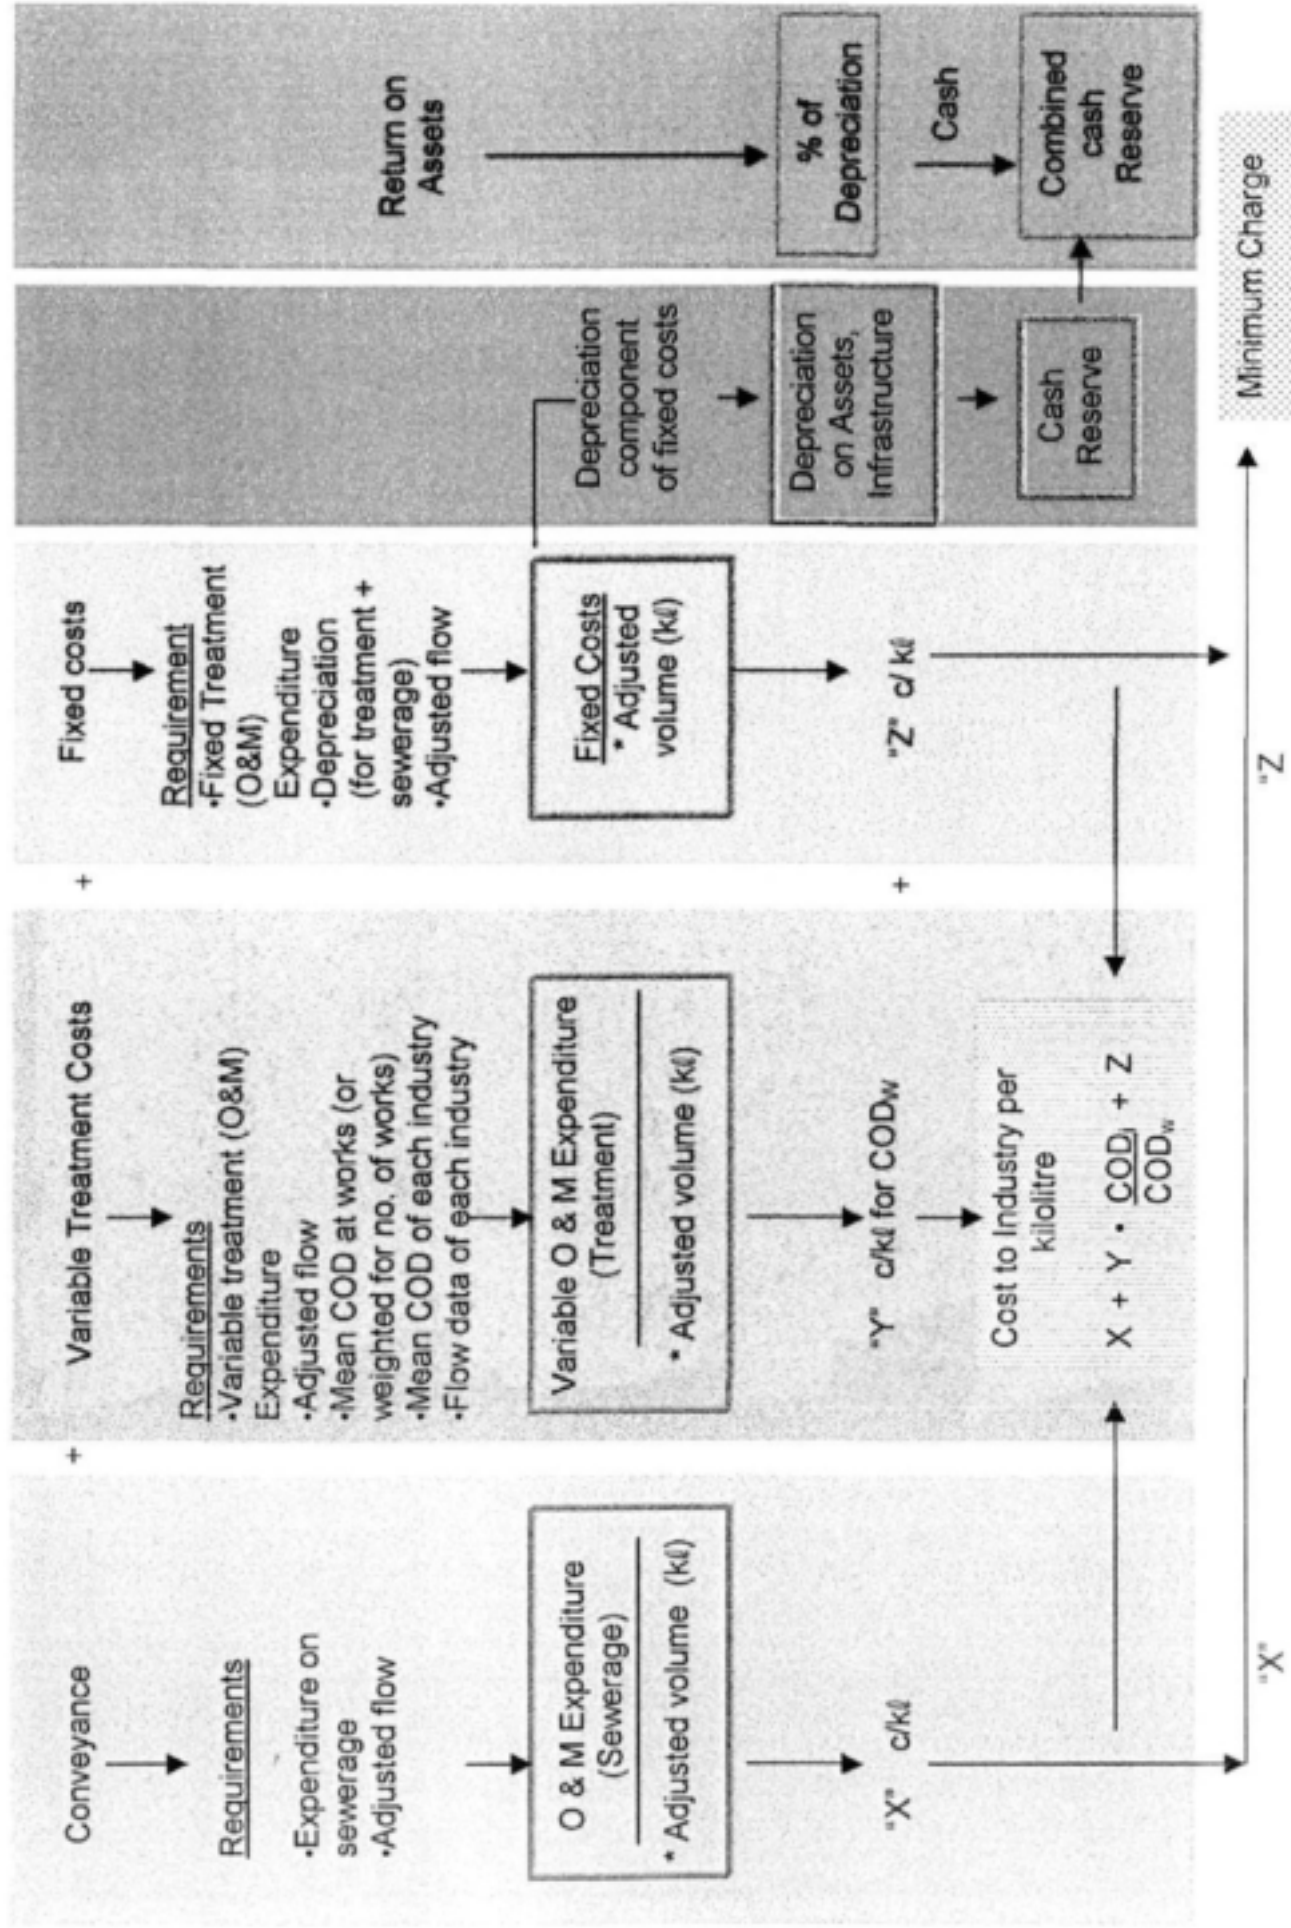 Conveyance
Requirements
•Expenditure on
sewerage
•Adjusted flow
O & M Expenditure
(Sewerage)
* Adjusted volume (kℓ)
"X" c/kℓ
+
Variable Treatment Costs
Requirements
•Variable treatment (O&M)
Expenditure
•Adjusted flow
•Mean COD at works (or
weighted for no. of works)
•Mean COD of each industry
•Flow data of each industry
Variable O & M Expenditure
(Treatment)
* Adjusted volume (kℓ)
"Y" c/kℓ for CODW
Cost to Industry per
kilolitre
X + Y • CODi + Z
CODw
+
+
Fixed costs
Requirement
•Fixed Treatment
(O&M)
Expenditure
•Depreciation
(for treatment +
sewerage)
•Adjusted flow
Fixed Costs
* Adjusted
volume (kℓ)
"Z" c/ kℓ
Depreciation
component
of fixed costs
Depreciation
on Assets,
Infrastructure
Cash
Reserve
Return on
Assets
% of
Depreciation
Cash
Combined
cash
Reserve
"X"
"Z
Minimum Charge